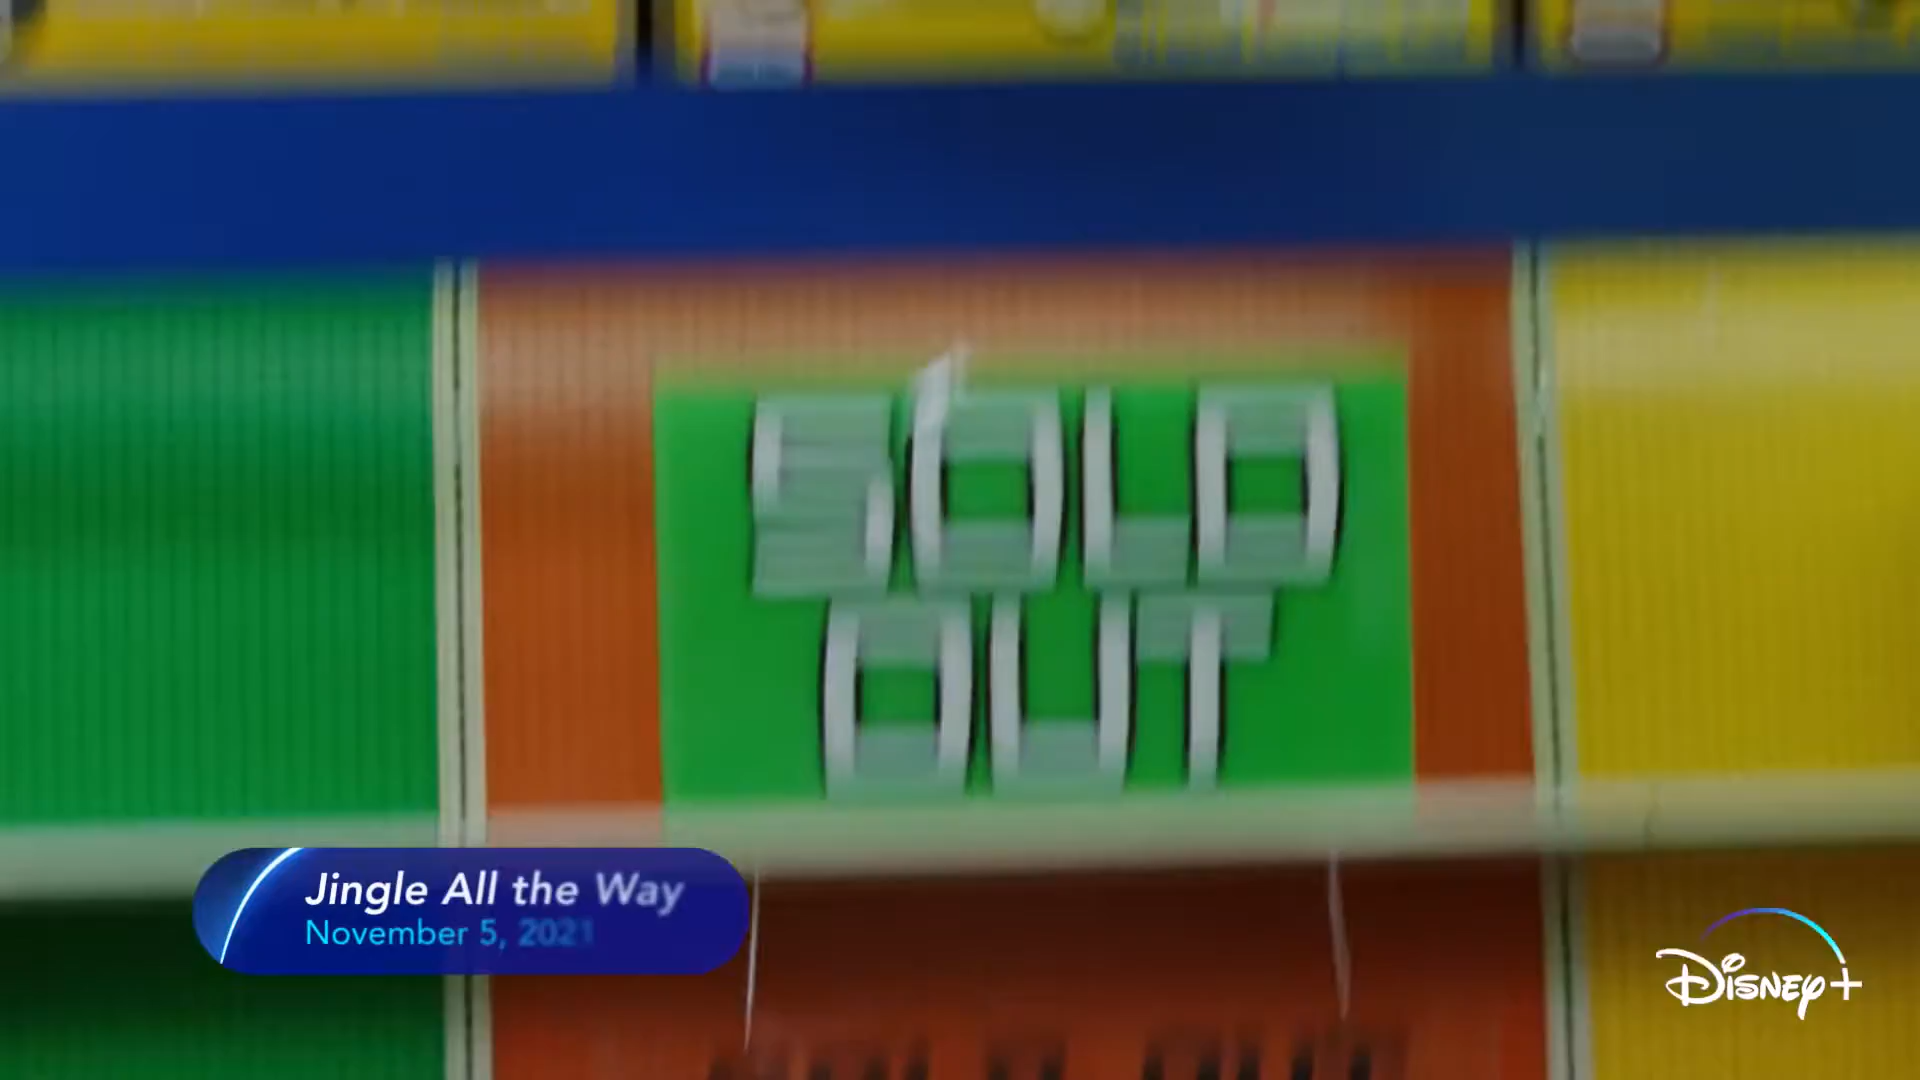 SOLD
OUT
Jingle All the Way
November 5, 2021
Disney+